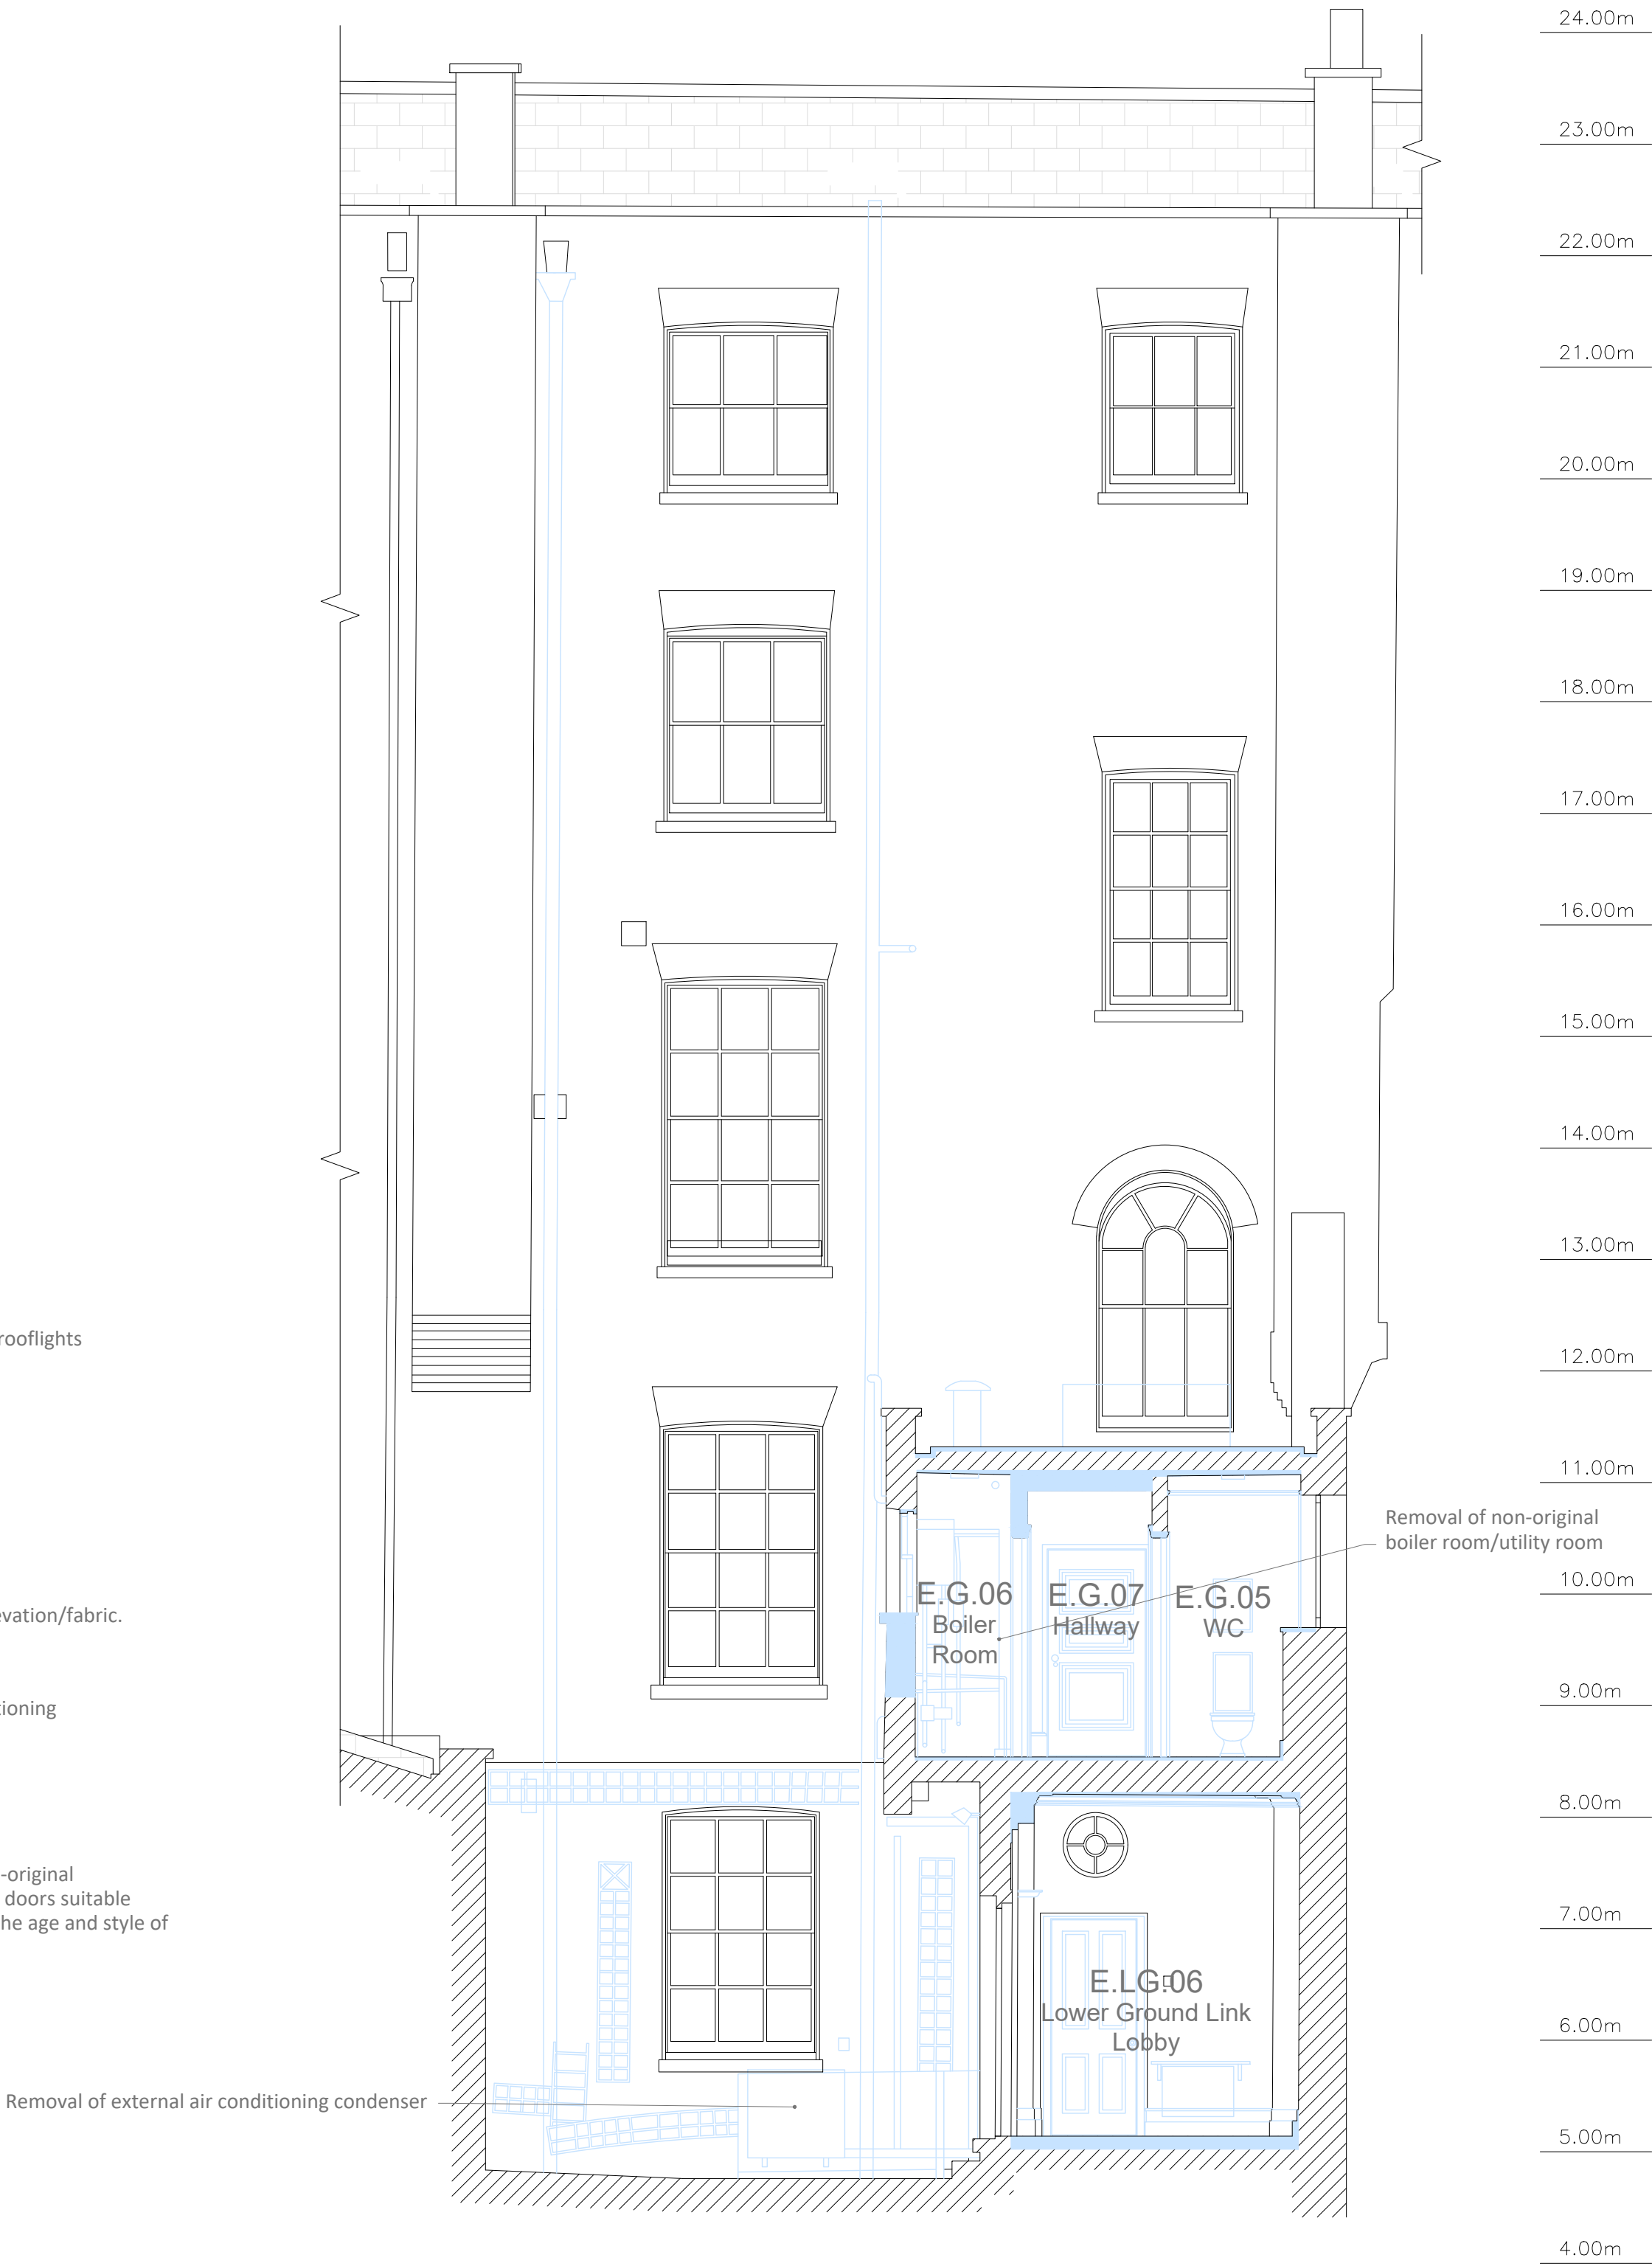 24.00m
23.00m
22.00m
21.00m
20.00m
19.00m
18.00m
17.00m
16.00m
15.00m
14.00m
13.00m
rooflights
12.00m
11.00m
Removal of non-original
boiler room/utility room
10.00m
E.G.06
Boiler
Room
E.G.07
Hallway
E.G.05
WC
evation/fabric.
9.00m
tioning
8.00m
-original
doors suitable
he age and style of
7.00m
E.LG.06
Lower Ground Link
Lobby
6.00m
Removal of external air conditioning condenser
5.00m
4.00m